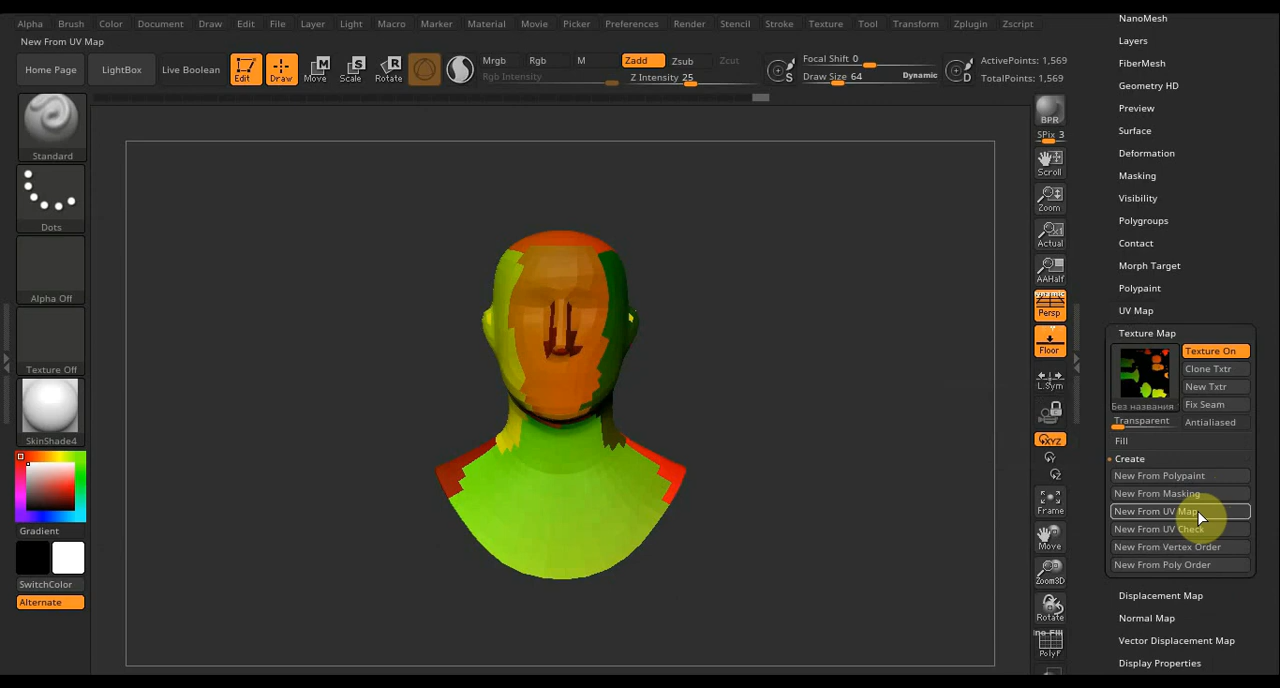 Alpha Brush Color Document Draw Edit File Layer Light Macro Marker Material Movie Picker Preferences Render Stencil Stroke Texture Tool Transform Zplugin Zscript
New From UV Map
Home Page
LightBox
Live Boolean
Edit
Draw
Move
Scale
Rotate
Mrgb Rgb M
Rgb Intensity
Zadd Zsub Zcut
Z Intensity 25
S
Focal Shift 0
Draw Size 64
Dynamic
D
ActivePoints: 1,569
TotalPoints: 1,569
Standard
Dots
Alpha Off
Texture Off
SkinShade4
Gradient
SwitchColor
Alternate
BPR
SPix 3
Scroll
Zoom
Actual
AAHalf
Dynamic
Persp
Floor
L.Sym
XYZ
Y
Z
Frame
Move
Zoom3D
Rotate
Line Fill
PolyF
NanoMesh
Layers
FiberMesh
Geometry HD
Preview
Surface
Deformation
Masking
Visibility
Polygroups
Contact
Morph Target
Polypaint
UV Map
Texture Map
Texture On
Clone Txtr
New Txtr
Без названия
Fix Seam
Transparent
Antialiased
Fill
Create
New From Polypaint
New From Masking
New From UV Map
New From UV Check
New From Vertex Order
New From Poly Order
Displacement Map
Normal Map
Vector Displacement Map
Display Properties